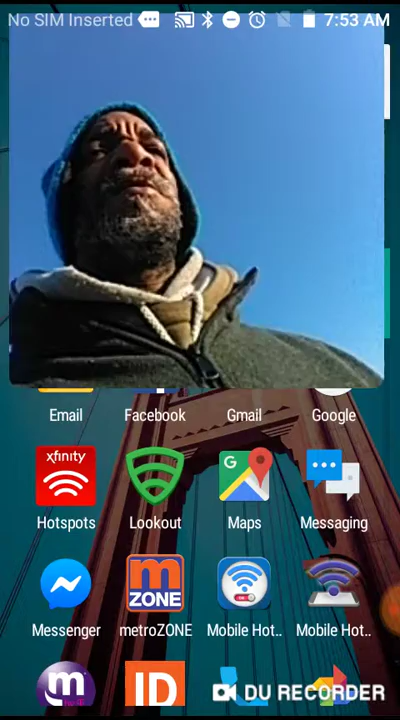 No SIM Inserted
7:53 AM
Email Facebook Gmail Google
xfinity
G
Hotspots Lookout Maps Messaging
m
ZONE
Messenger metroZONE Mobile Hot.. Mobile Hot..
m
ID
DU RECORDER